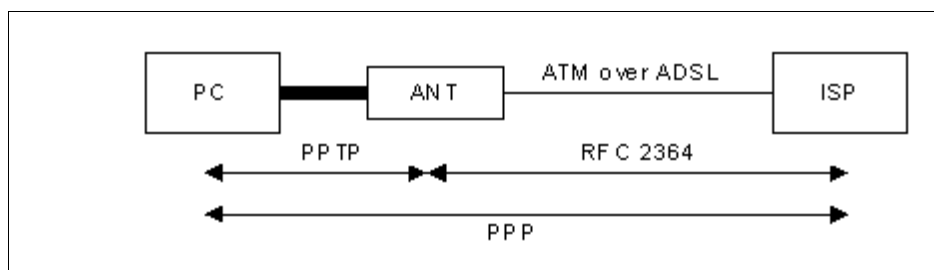 ATM over ADSL
PC
ANT
ISP
PPTP
RFC 2364
PPP